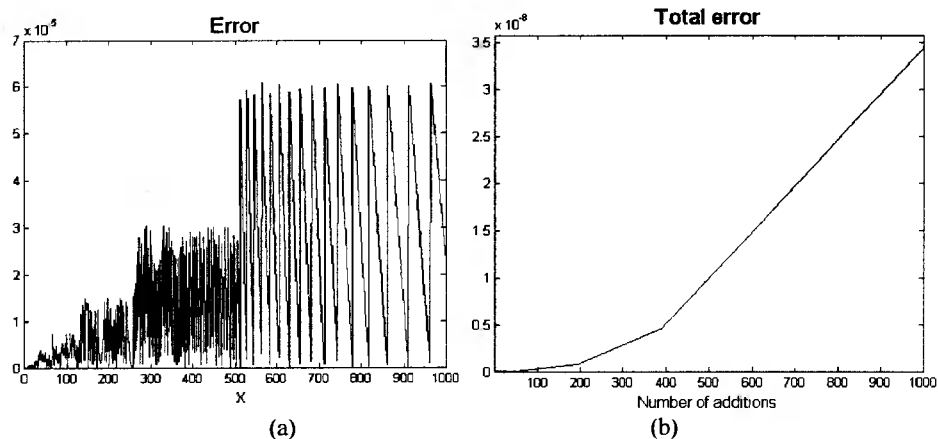 Error
x 10⁻⁵
7
6
5
4
3
2
1
0
0 100 200 300 400 500 600 700 800 900 1000
X
(a)
Total error
x 10⁻⁸
3.5
3
2.5
2
1.5
1
0.5
0
100 200 300 400 500 600 700 800 900 1000
Number of additions
(b)